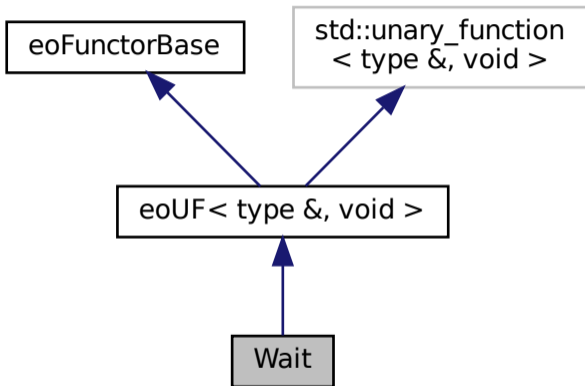 eoFunctorBase
std::unary_function
< type &, void >
eoUF< type &, void >
Wait